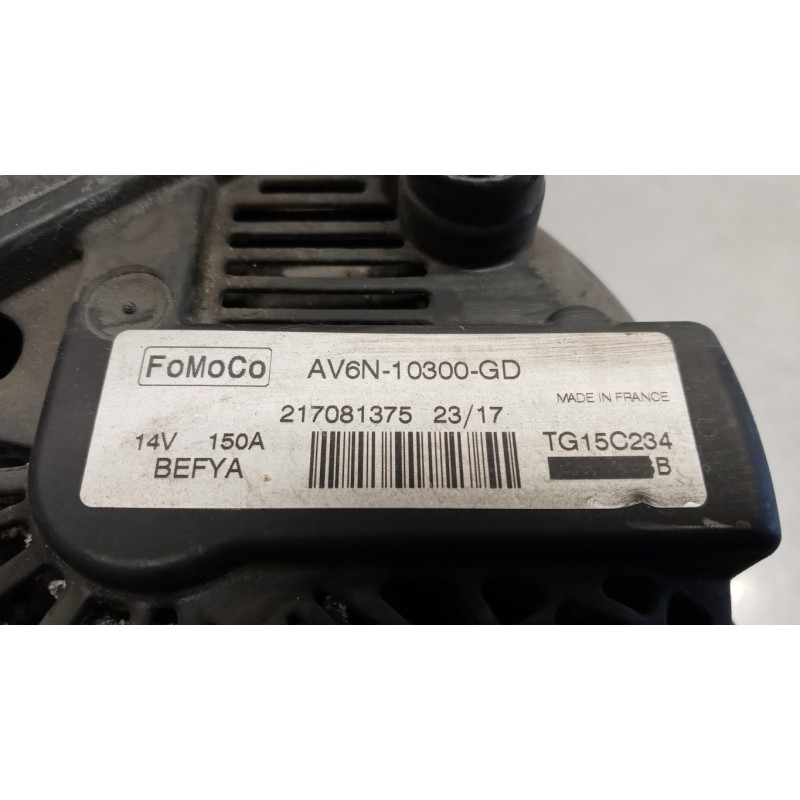 FoMoCo AV6N-10300-GD
MADE IN FRANCE
217081375 23/17
14V 150A TG15C234
BEFYA B